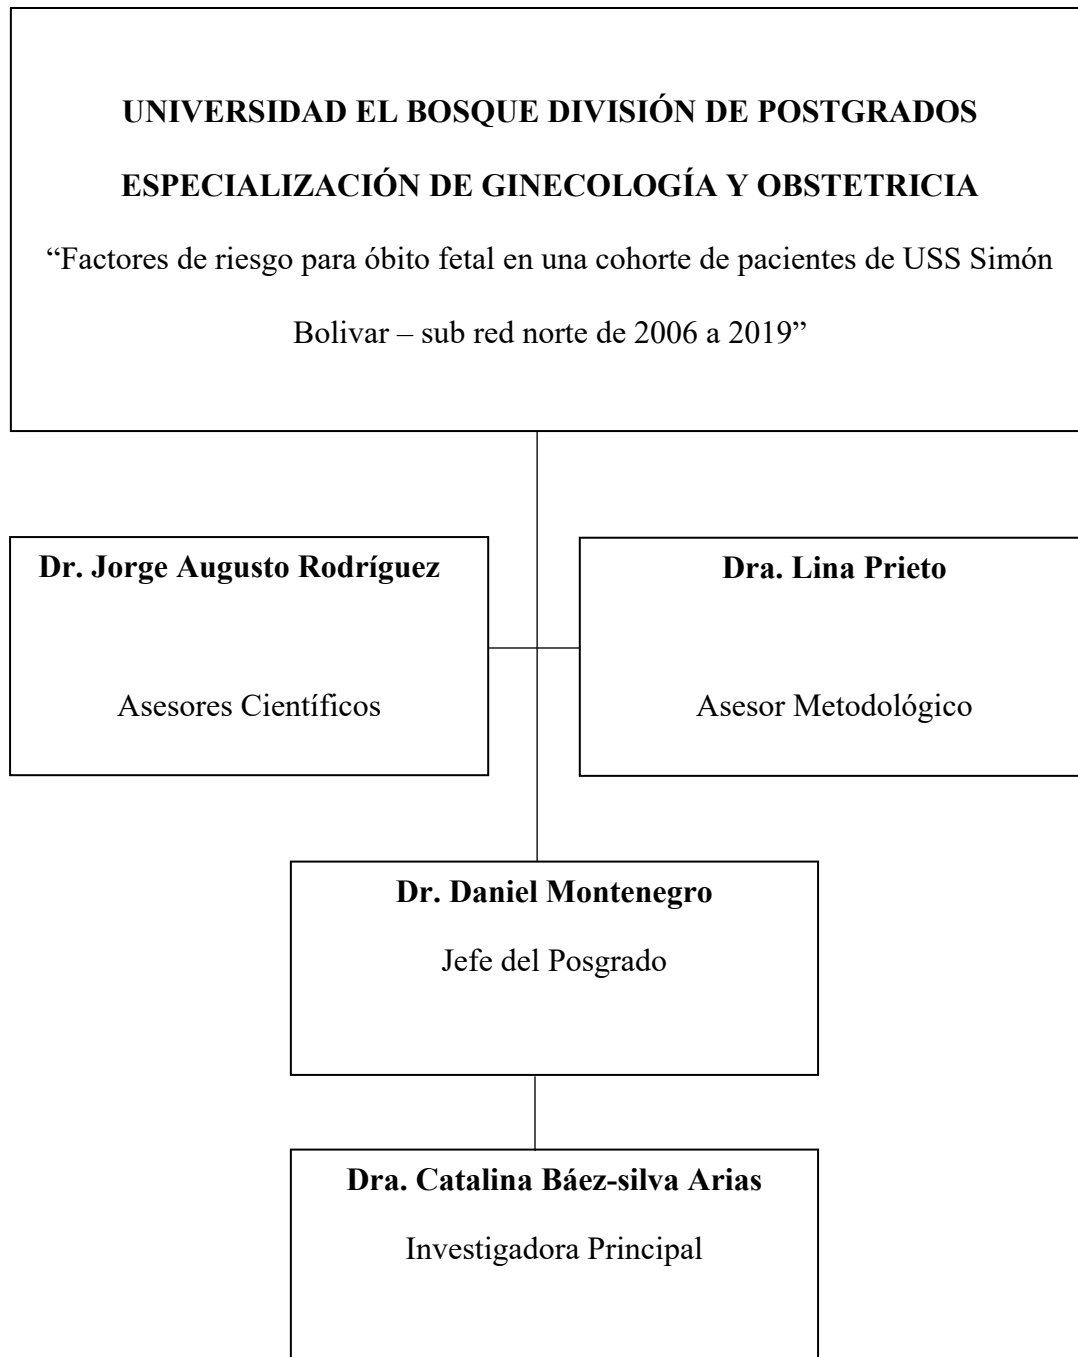 UNIVERSIDAD EL BOSQUE DIVISIÓN DE POSTGRADOS
ESPECIALIZACIÓN DE GINECOLOGÍA Y OBSTETRICIA
“Factores de riesgo para óbito fetal en una cohorte de pacientes de USS Simón
Bolivar – sub red norte de 2006 a 2019”
Dr. Jorge Augusto Rodríguez
Asesores Científicos
Dra. Lina Prieto
Asesor Metodológico
Dr. Daniel Montenegro
Jefe del Posgrado
Dra. Catalina Báez-silva Arias
Investigadora Principal